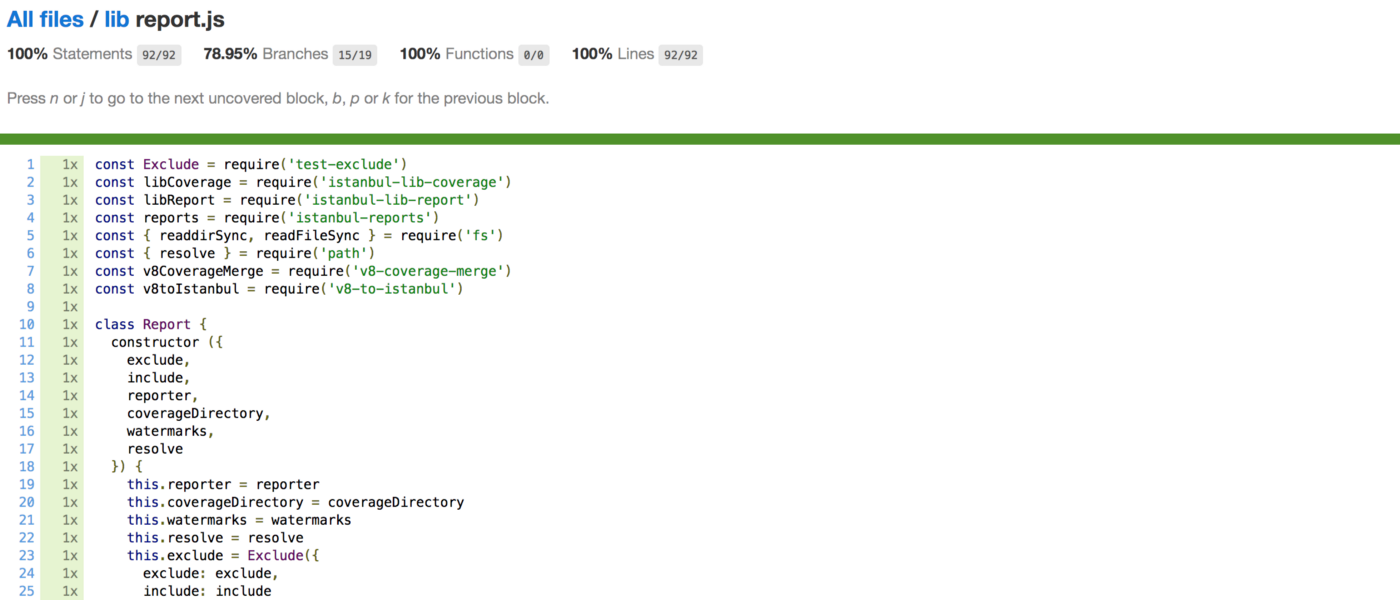 All files / lib report.js
100% Statements 92/92 78.95% Branches 15/19 100% Functions 0/0 100% Lines 92/92
Press n or j to go to the next uncovered block, b, p or k for the previous block.
1 1x const Exclude = require('test-exclude')
2 1x const libCoverage = require('istanbul-lib-coverage')
3 1x const libReport = require('istanbul-lib-report')
4 1x const reports = require('istanbul-reports')
5 1x const { readdirSync, readFileSync } = require('fs')
6 1x const { resolve } = require('path')
7 1x const v8CoverageMerge = require('v8-coverage-merge')
8 1x const v8toIstanbul = require('v8-to-istanbul')
9 1x
10 1x class Report {
11 1x   constructor ({
12 1x     exclude,
13 1x     include,
14 1x     reporter,
15 1x     coverageDirectory,
16 1x     watermarks,
17 1x     resolve
18 1x   }) {
19 1x     this.reporter = reporter
20 1x     this.coverageDirectory = coverageDirectory
21 1x     this.watermarks = watermarks
22 1x     this.resolve = resolve
23 1x     this.exclude = Exclude({
24 1x       exclude: exclude,
25 1x       include: include